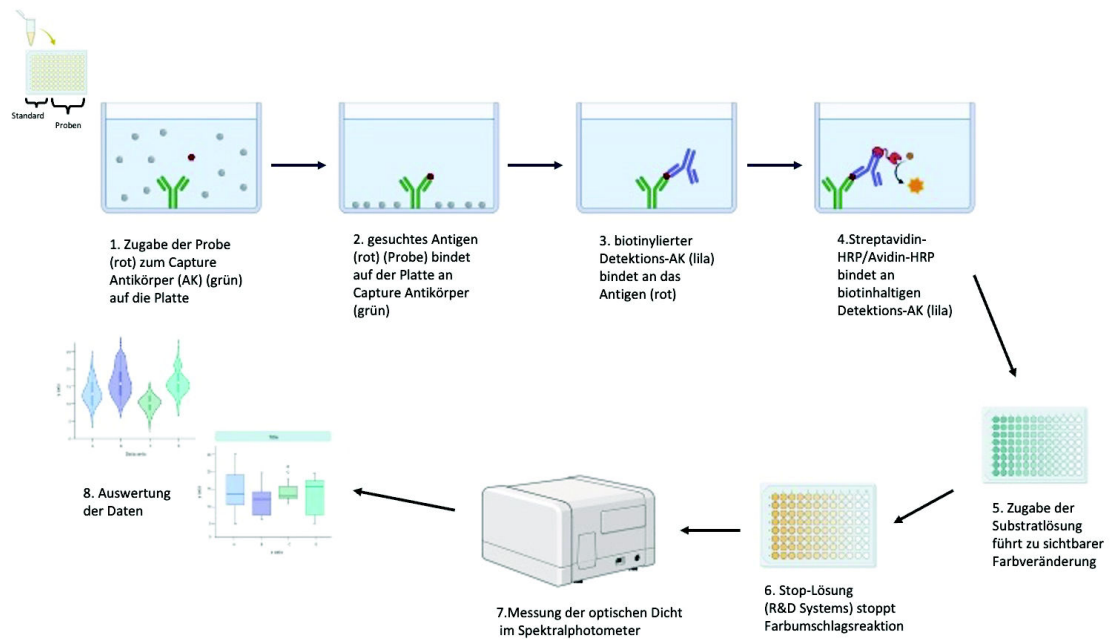 Standard
Proben
1. Zugabe der Probe
(rot) zum Capture
Antikörper (AK) (grün)
auf die Platte
2. gesuchtes Antigen
(rot) (Probe) bindet
auf der Platte an
Capture Antikörper
(grün)
3. biotinylierter
Detektions-AK (lila)
bindet an das
Antigen (rot)
4.Streptavidin-
HRP/Avidin-HRP
bindet an
biotinhaltigen
Detektions-AK (lila)
5. Zugabe der
Substratlösung
führt zu sichtbarer
Farbveränderung
6. Stop-Lösung
(R&D Systems) stoppt
Farbumschlagsreaktion
7.Messung der optischen Dicht
im Spektralphotometer
8. Auswertung
der Daten